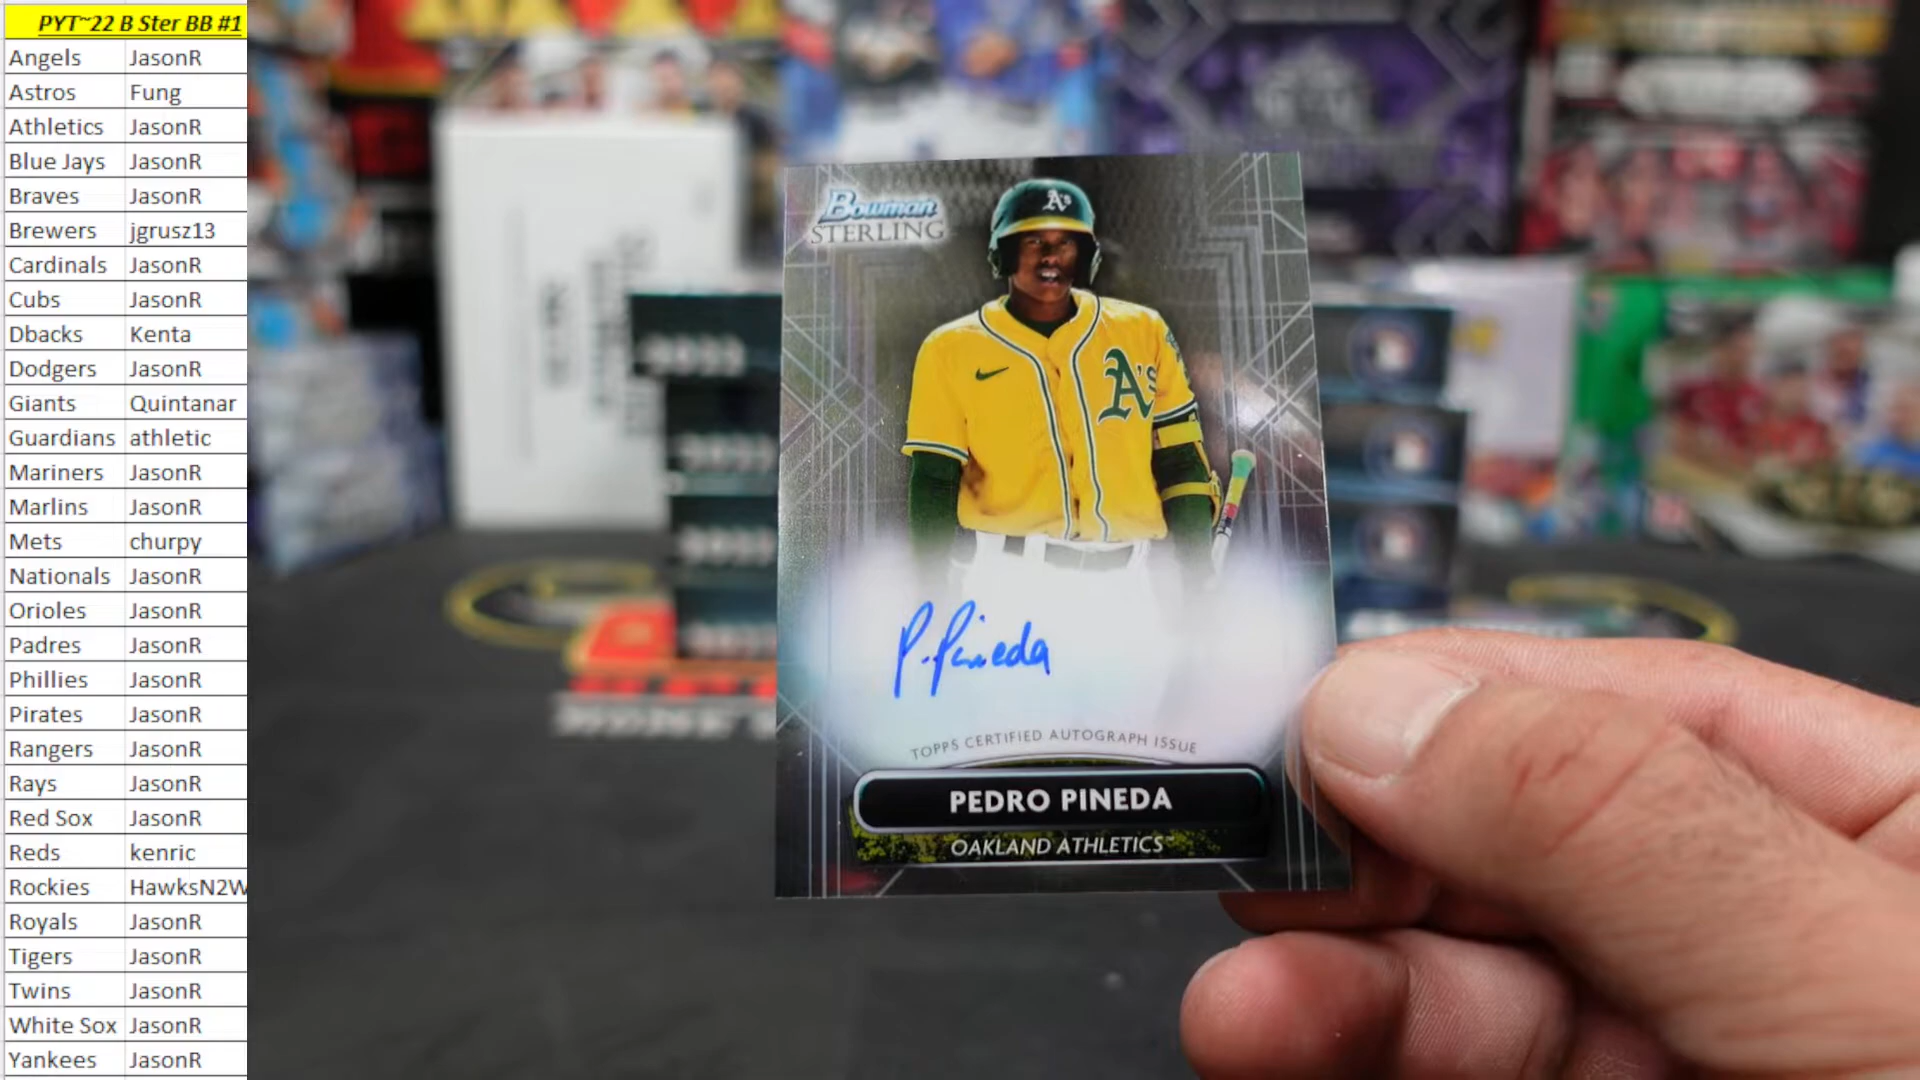 PYT~22 B Ster BB #1
Angels JasonR
Astros Fung
Athletics JasonR
Blue Jays JasonR
Braves JasonR
Brewers jgrusz13
Cardinals JasonR
Cubs JasonR
Dbacks Kenta
Dodgers JasonR
Giants Quintanar
Guardians athletic
Mariners JasonR
Marlins JasonR
Mets churpy
Nationals JasonR
Orioles JasonR
Padres JasonR
Phillies JasonR
Pirates JasonR
Rangers JasonR
Rays JasonR
Red Sox JasonR
Reds kenric
Rockies HawksN2W
Royals JasonR
Tigers JasonR
Twins JasonR
White Sox JasonR
Yankees JasonR
Bowman
STERLING
A's
A's
P. Pineda
TOPPS CERTIFIED AUTOGRAPH ISSUE
PEDRO PINEDA
OAKLAND ATHLETICS™